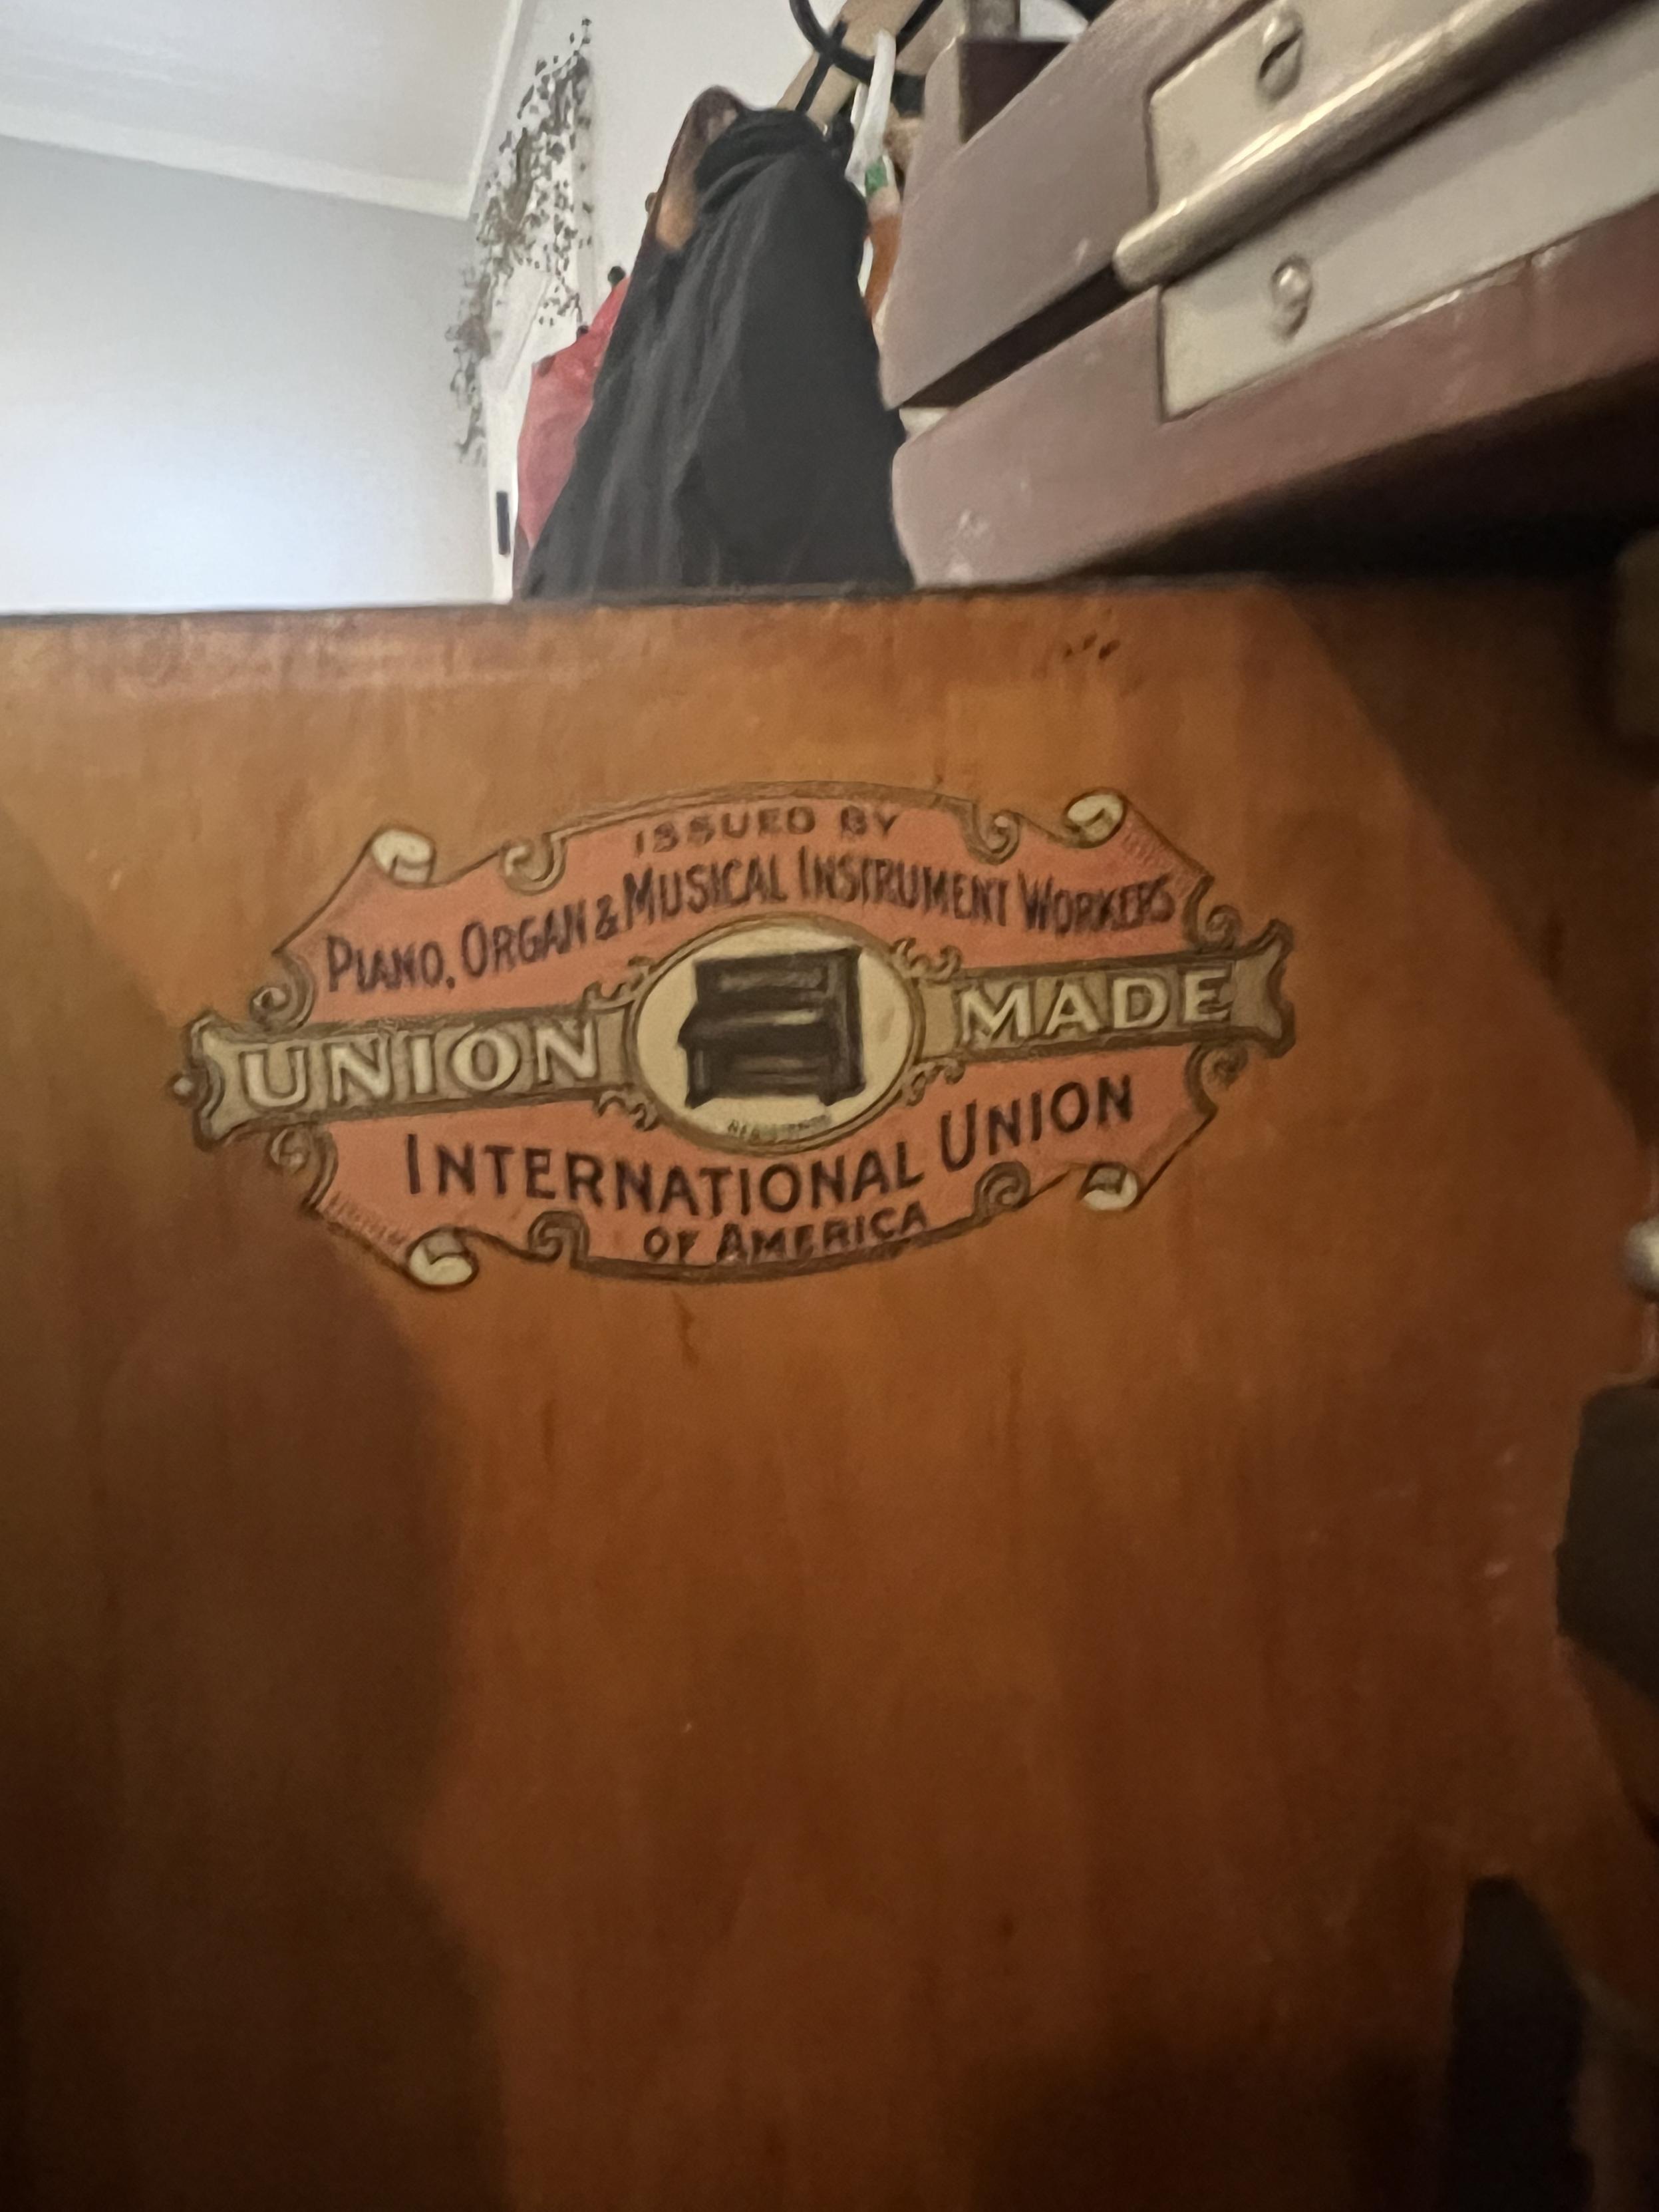 ISSUED BY
PIANO, ORGAN & MUSICAL INSTRUMENT WORKERS
UNION MADE
INTERNATIONAL UNION
OF AMERICA